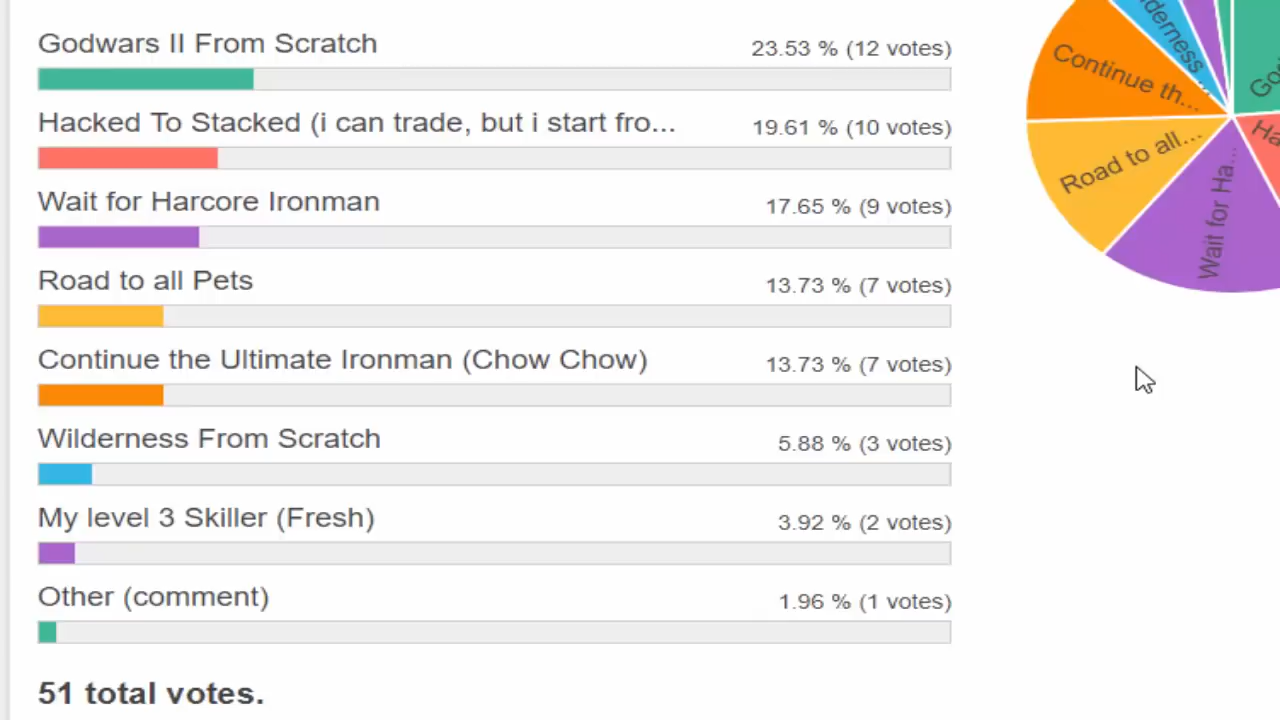 Godwars II From Scratch 23.53 % (12 votes)
Hacked To Stacked (i can trade, but i start fro... 19.61 % (10 votes)
Wait for Harcore Ironman 17.65 % (9 votes)
Road to all Pets 13.73 % (7 votes)
Continue the Ultimate Ironman (Chow Chow) 13.73 % (7 votes)
Wilderness From Scratch 5.88 % (3 votes)
My level 3 Skiller (Fresh) 3.92 % (2 votes)
Other (comment) 1.96 % (1 votes)
51 total votes.
Continue th...
Road to all...
Wait for Ha...